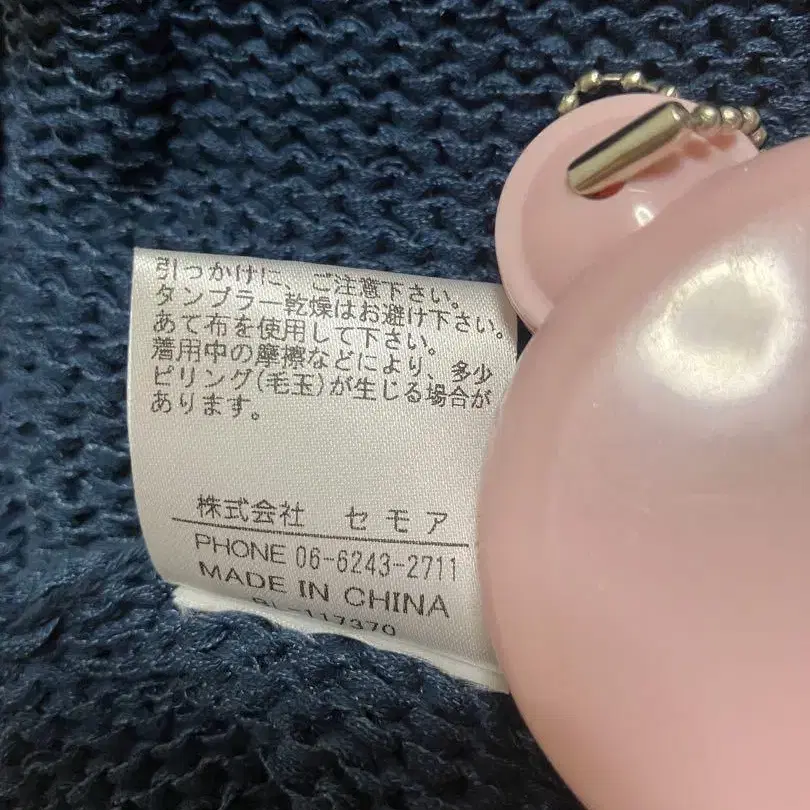 引っかけに、ご注意下さい。
タンブラー乾燥はお避け下さい。
あて布を使用して下さい。
着用中の摩擦などにより、多少
ピリング(毛玉)が生じる場合が
あります。
株式会社 セモア
PHONE 06-6243-2711
MADE IN CHINA
117370